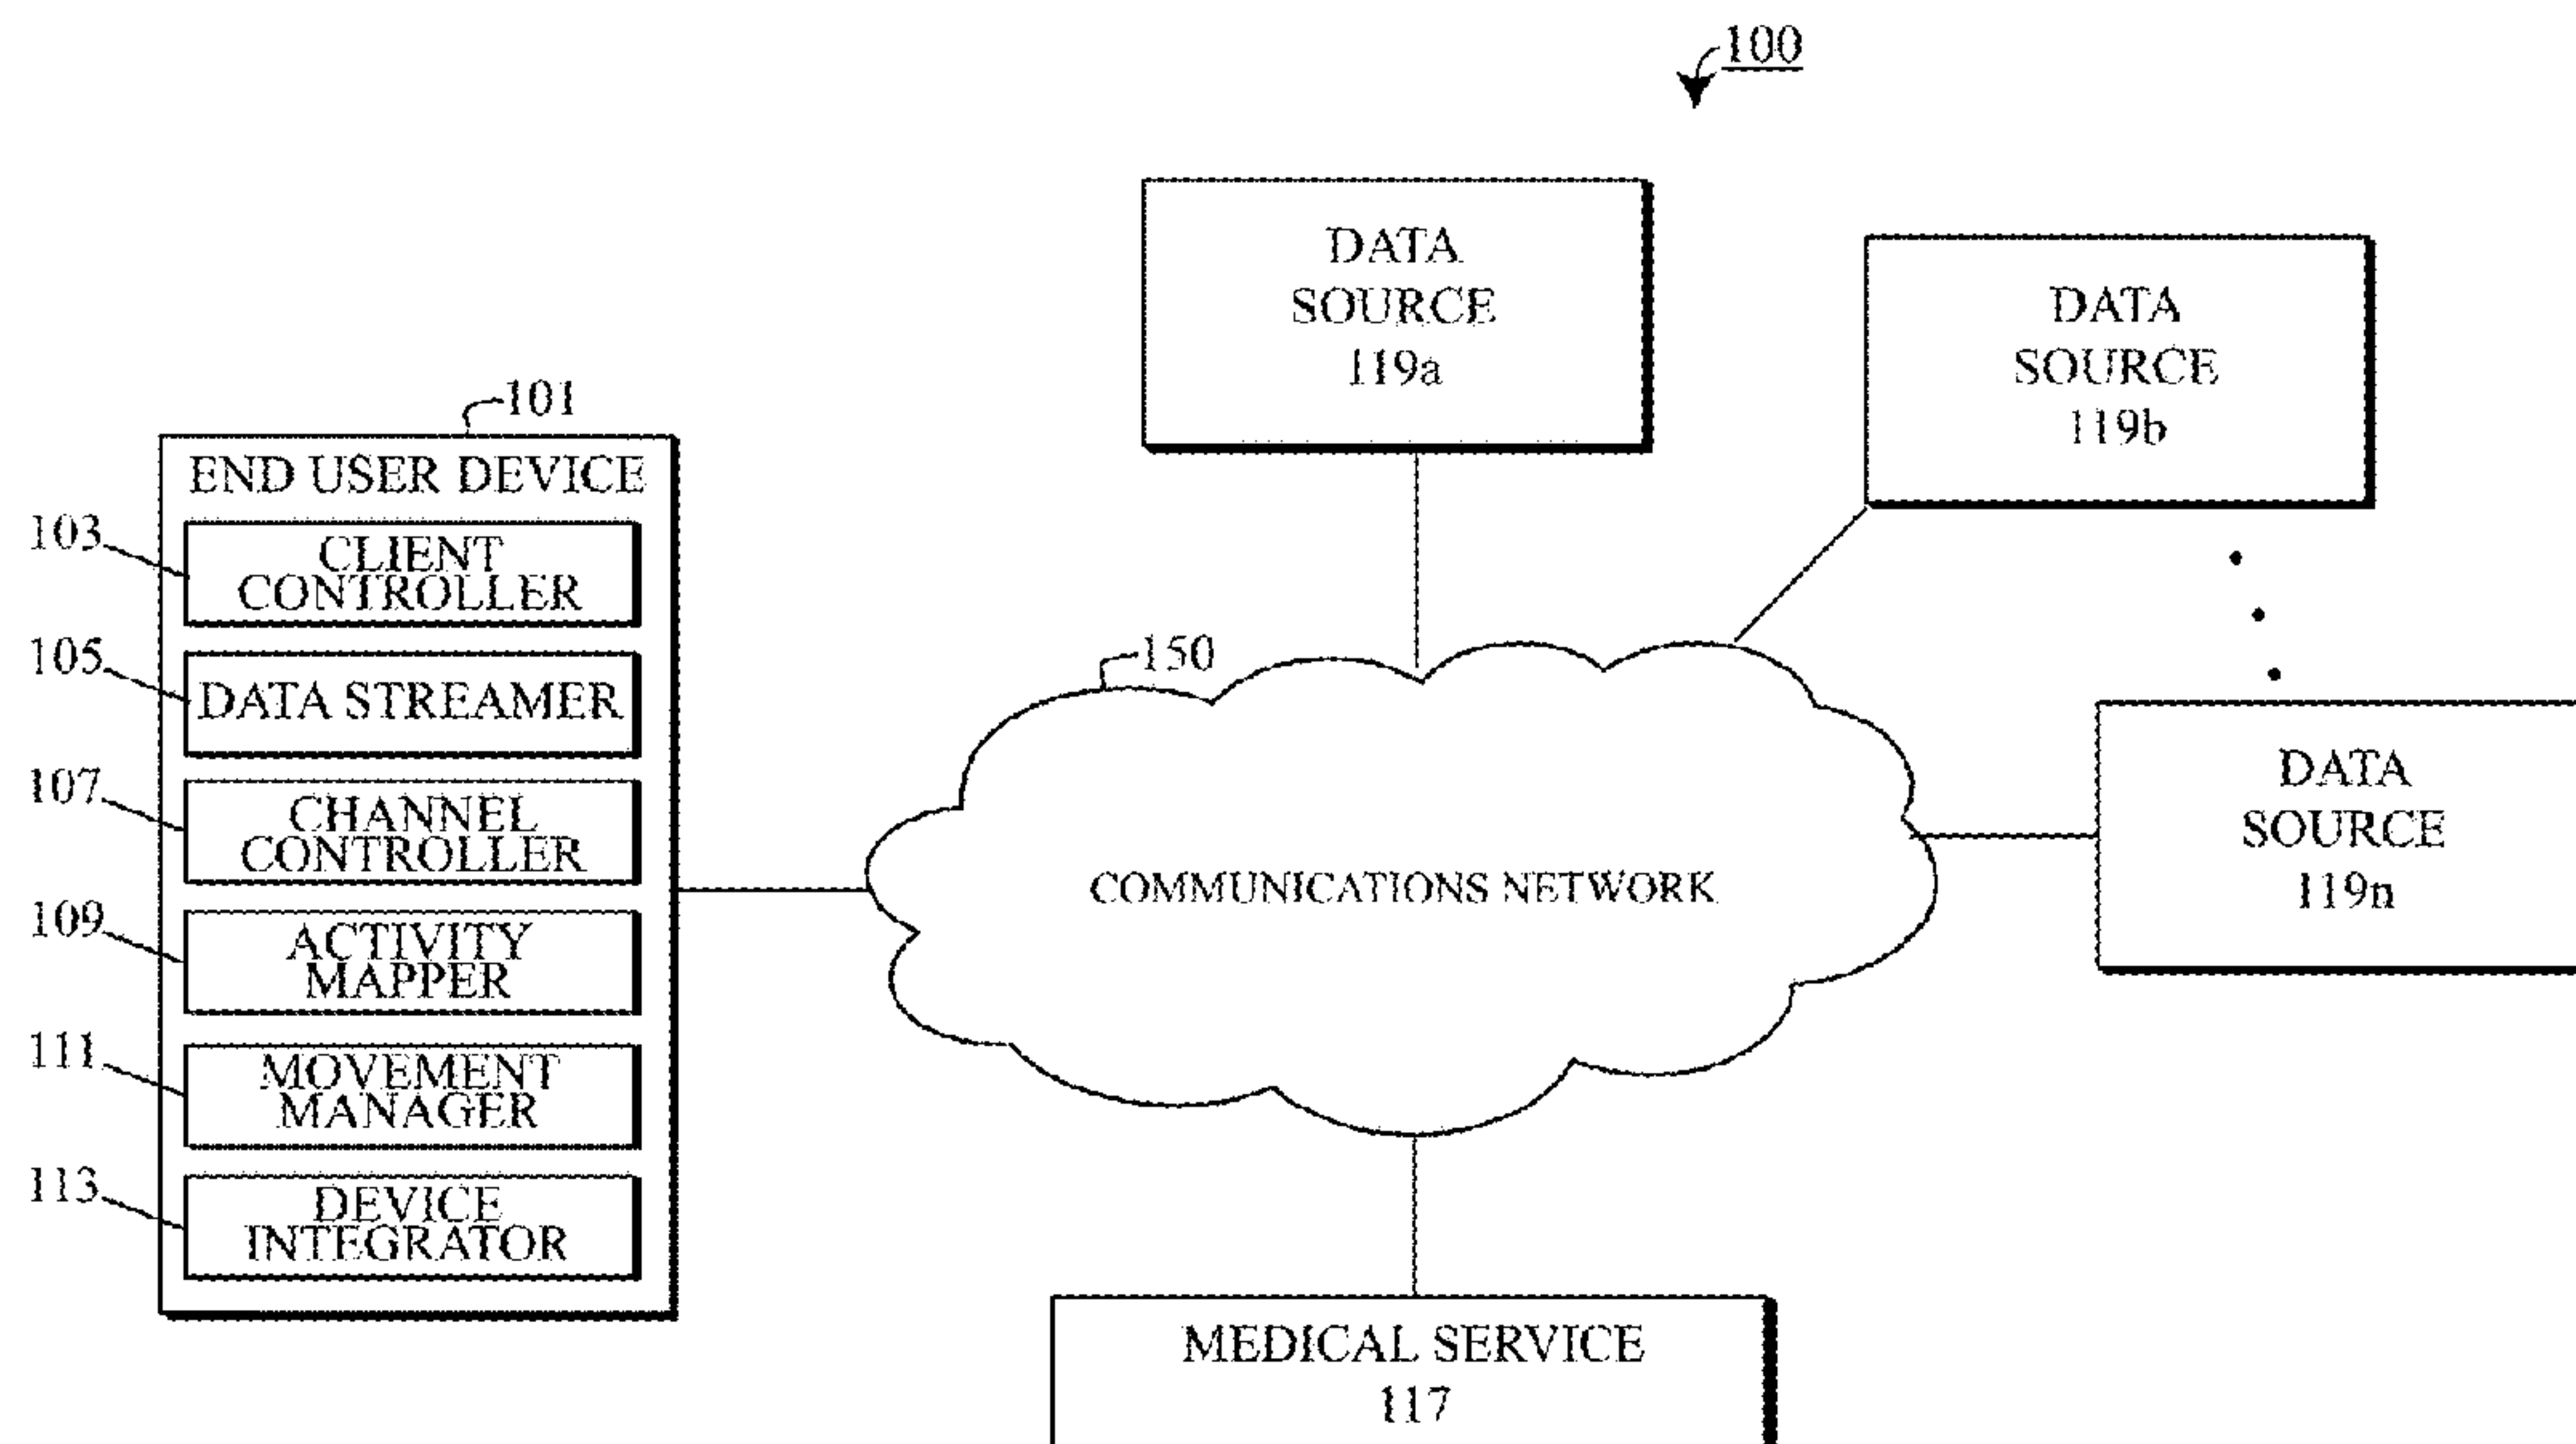 100
DATA
SOURCE
119a
DATA
SOURCE
119b
101
END USER DEVICE
103
CLIENT
CONTROLLER
105
DATA STREAMER
107
CHANNEL
CONTROLLER
109
ACTIVITY
MAPPER
111
MOVEMENT
MANAGER
113
DEVICE
INTEGRATOR
150
COMMUNICATIONS NETWORK
DATA
SOURCE
119n
MEDICAL SERVICE
117